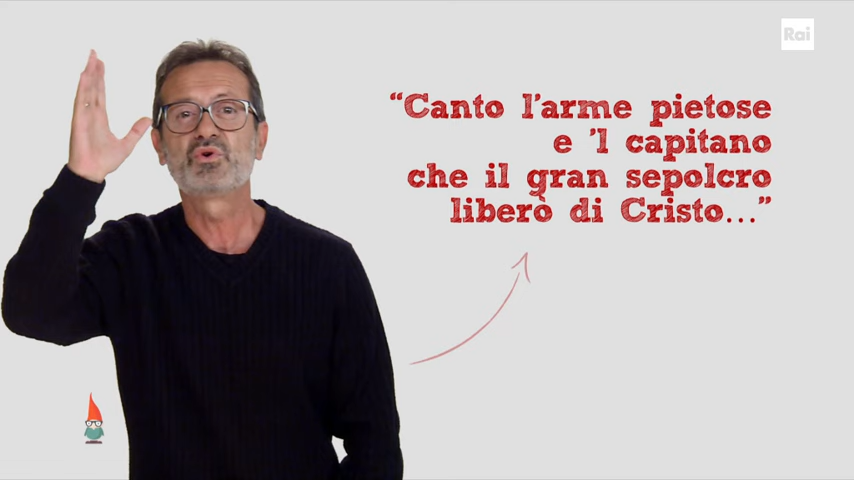 Rai
“Canto l’arme pietose
e ’l capitano
che il gran sepolcro
liberò di Cristo...”